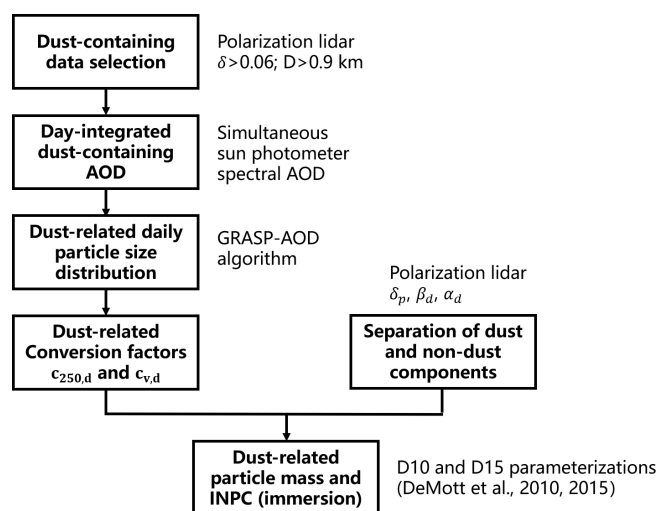 Dust-containing
data selection
Polarization lidar
δ>0.06; D>0.9 km
Day-integrated
dust-containing
AOD
Simultaneous
sun photometer
spectral AOD
Dust-related daily
particle size
distribution
GRASP-AOD
algorithm
Polarization lidar
δp, βd, αd
Dust-related
Conversion factors
c250,d and cv,d
Separation of dust
and non-dust
components
Dust-related
particle mass and
INPC (immersion)
D10 and D15 parameterizations
(DeMott et al., 2010, 2015)